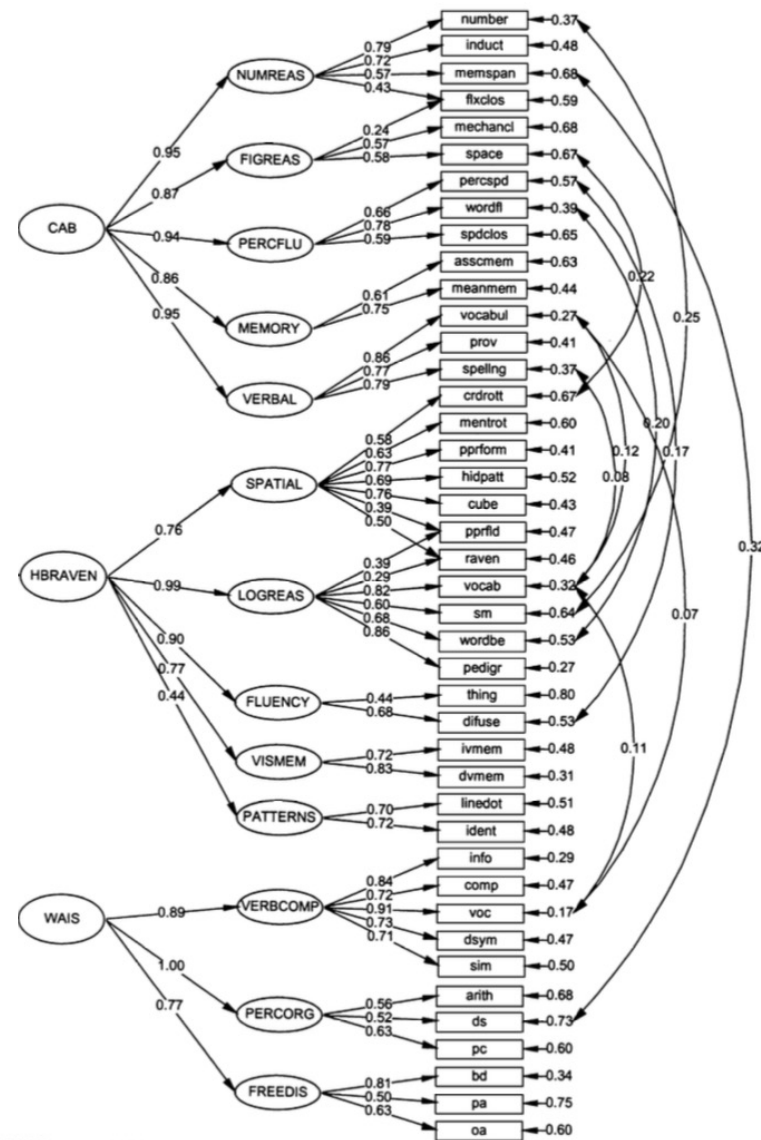 number 0.37
0.79
induct 0.48
0.72
NUMREAS
memspan 0.68
0.57
0.43
flxclos 0.59
0.24
mechancl 0.68
0.57
0.95
FIGREAS
space 0.67
0.58
0.87
percspd 0.57
0.66
wordfl 0.39
0.78
CAB
0.94
PERCFLU
spdclos 0.65
0.59
asscmem 0.63
0.22
0.86
0.61
meanmem 0.44
0.75
0.95
MEMORY
vocabul 0.27
0.25
0.86
prov 0.41
0.77
spellng 0.37
0.79
VERBAL
crdrott 0.67
0.58
mentrot 0.60
0.20
0.63
pprform 0.41
0.12
0.17
0.77
hidpatt 0.52
0.08
0.69
SPATIAL
cube 0.43
0.76
0.39
pprfld 0.47
0.76
0.50
raven 0.46
0.32
0.39
HBRAVEN
0.99
0.29
vocab 0.32
0.82
LOGREAS
sm 0.64
0.07
0.60
wordbe 0.53
0.68
0.90
0.86
pedigr 0.27
0.77
thing 0.80
0.44
0.44
FLUENCY
difuse 0.53
0.68
ivmem 0.48
0.11
0.72
VISMEM
dvmem 0.31
0.83
linedot 0.51
0.70
PATTERNS
ident 0.48
0.72
info 0.29
0.84
comp 0.47
0.72
VERBCOMP
0.89
WAIS
voc 0.17
0.91
dsym 0.47
0.73
sim 0.50
0.71
1.00
arith 0.68
0.56
0.77
PERCORG
ds 0.73
0.52
pc 0.60
0.63
bd 0.34
0.81
FREEDIS
pa 0.75
0.50
oa 0.60
0.63